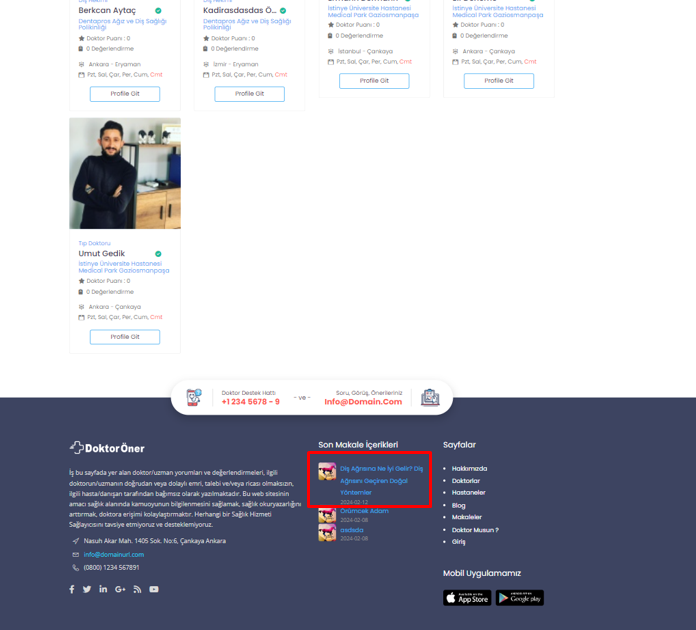 Diş Hekimi
Berkcan Aytaç
Dentapros Ağız ve Diş Sağlığı
Polikinliği
Doktor Puanı : 0
0 Değerlendirme
Ankara - Eryaman
Pzt, Sal, Çar, Per, Cum, Cmt
Profile Git
Diş Hekimi
Kadirasdasdas Ö...
Dentapros Ağız ve Diş Sağlığı
Polikinliği
Doktor Puanı : 0
0 Değerlendirme
İzmir - Eryaman
Pzt, Sal, Çar, Per, Cum, Cmt
Profile Git
İstinye Üniversite Hastanesi
Medical Park Gaziosmanpaşa
Doktor Puanı : 0
0 Değerlendirme
İstanbul - Çankaya
Pzt, Sal, Çar, Per, Cum, Cmt
Profile Git
İstinye Üniversite Hastanesi
Medical Park Gaziosmanpaşa
Doktor Puanı : 0
0 Değerlendirme
Ankara - Çankaya
Pzt, Sal, Çar, Per, Cum, Cmt
Profile Git
Tıp Doktoru
Umut Gedik
İstinye Üniversite Hastanesi
Medical Park Gaziosmanpaşa
Doktor Puanı : 0
0 Değerlendirme
Ankara - Çankaya
Pzt, Sal, Çar, Per, Cum, Cmt
Profile Git
Doktor Destek Hattı
+1 234 5678 - 9
- ve -
Soru, Görüş, Önerileriniz
Info@Domain.Com
DoktorÖner
İş bu sayfada yer alan doktor/uzman yorumları ve değerlendirmeleri, ilgili
doktorun/uzmanın doğrudan veya dolaylı emri, talebi ve/veya ricası olmaksızın,
ilgili hasta/danışan tarafından bağımsız olarak yazılmaktadır. Bu web sitesinin
amacı sağlık alanında kamuoyunun bilgilenmesini sağlamak, sağlık okuryazarlığını
arttırmak, doktora erişimi kolaylaştırmaktır. Herhangi bir Sağlık Hizmeti
Sağlayıcısını tavsiye etmiyoruz ve desteklemiyoruz.
Nasuh Akar Mah. 1405 Sok. No:6, Çankaya Ankara
info@domainurl.com
(0800) 1234 567891
Son Makale İçerikleri
Diş Ağrısına Ne İyi Gelir? Diş
Ağrısını Geçiren Doğal
Yöntemler
2024-02-12
Örümcek Adam
2024-02-08
asdsda
2024-02-08
Sayfalar
Hakkımızda
Doktorlar
Hastaneler
Blog
Makaleler
Doktor Musun ?
Giriş
Mobil Uygulamamız
App Store
Google play